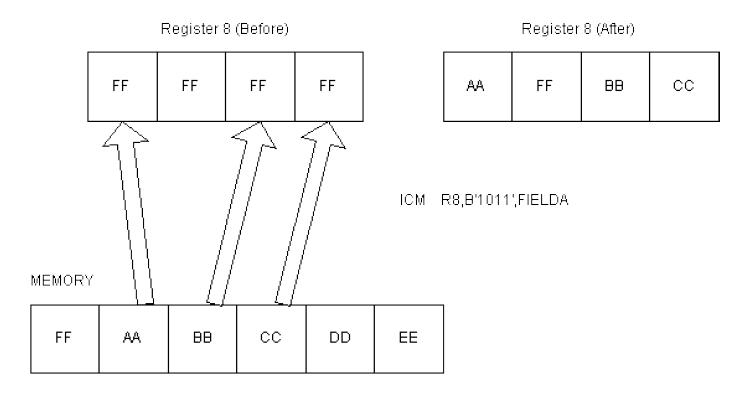 Register 8 (Before) Register 8 (After)
FF FF FF FF AA FF BB CC
ICM R8,B'1011',FIELDA
MEMORY
FF AA BB CC DD EE